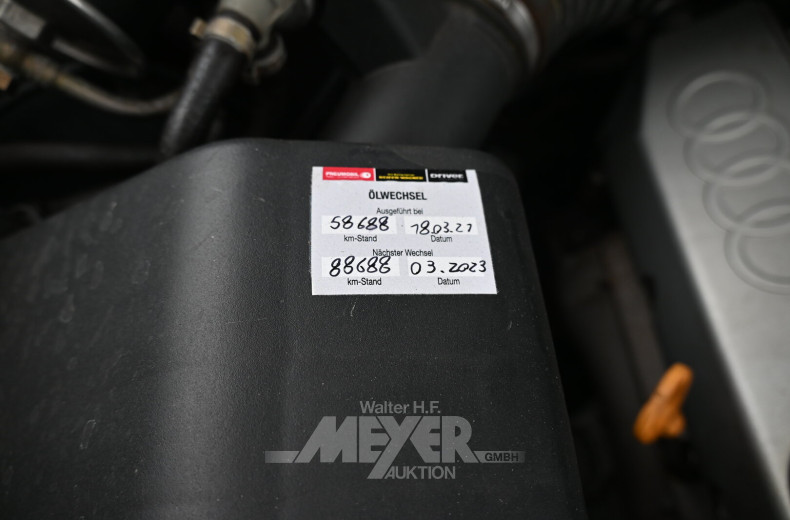 DRIVER
ÖLWECHSEL
Ausgeführt bei
58688 18.03.21
km-Stand Datum
Nächster Wechsel
88688 03.2023
km-Stand Datum
Walter H.F.
MEYER
GMBH
AUKTION